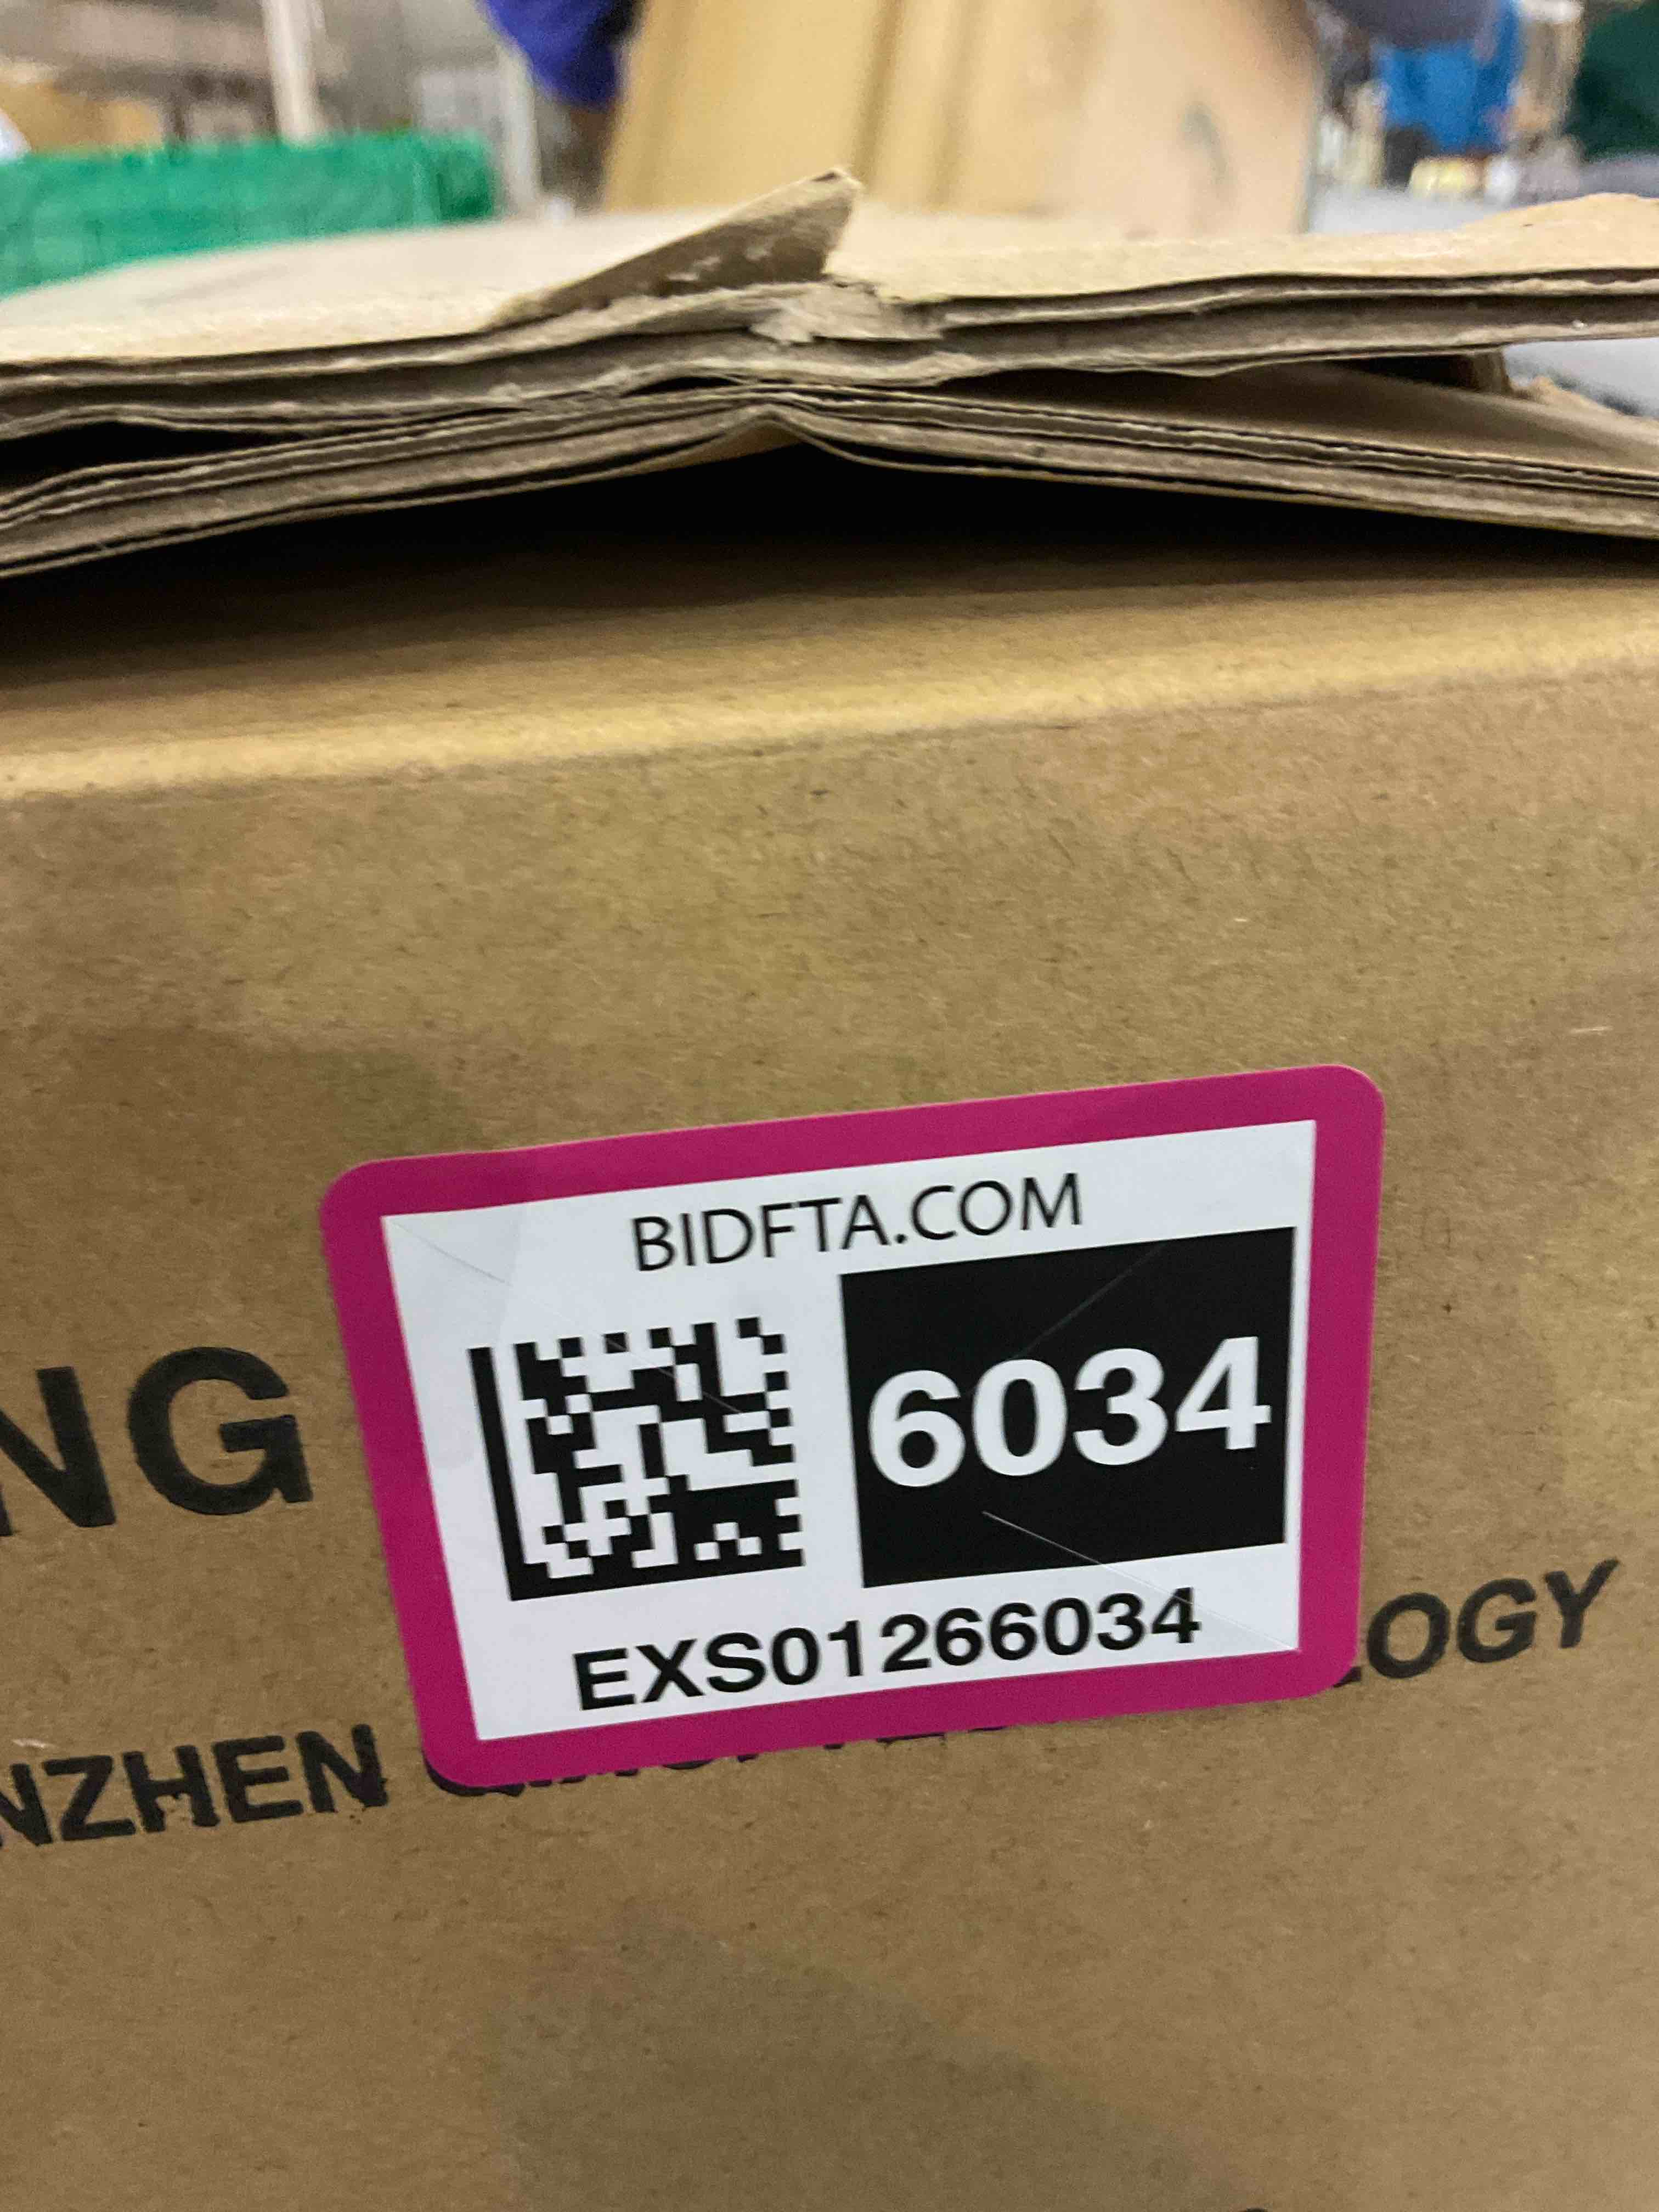 BIDFTA.COM
6034
EXS01266034
NG
NZHEN
OGY